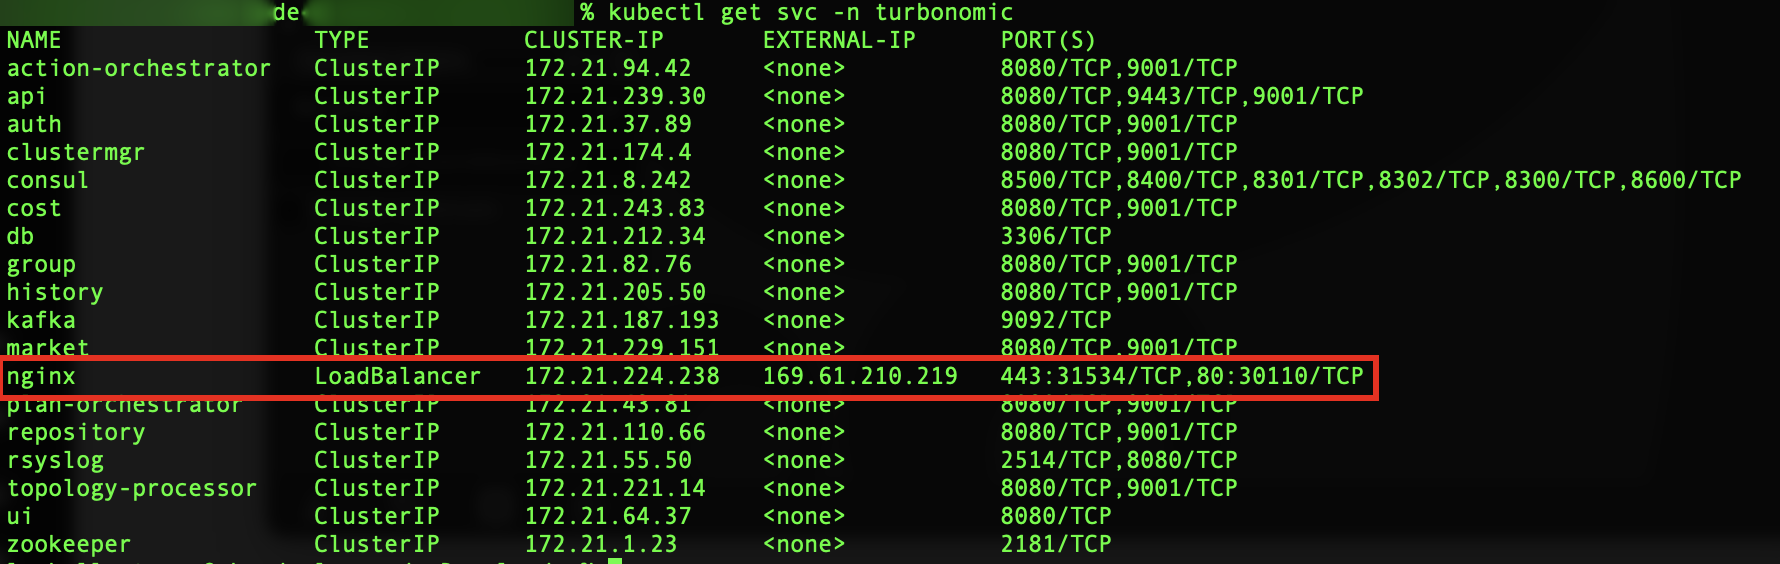 de % kubectl get svc -n turbonomic
NAME TYPE CLUSTER-IP EXTERNAL-IP PORT(S)
action-orchestrator ClusterIP 172.21.94.42 <none> 8080/TCP,9001/TCP
api ClusterIP 172.21.239.30 <none> 8080/TCP,9443/TCP,9001/TCP
auth ClusterIP 172.21.37.89 <none> 8080/TCP,9001/TCP
clustermgr ClusterIP 172.21.174.4 <none> 8080/TCP,9001/TCP
consul ClusterIP 172.21.8.242 <none> 8500/TCP,8400/TCP,8301/TCP,8302/TCP,8300/TCP,8600/TCP
cost ClusterIP 172.21.243.83 <none> 8080/TCP,9001/TCP
db ClusterIP 172.21.212.34 <none> 3306/TCP
group ClusterIP 172.21.82.76 <none> 8080/TCP,9001/TCP
history ClusterIP 172.21.205.50 <none> 8080/TCP,9001/TCP
kafka ClusterIP 172.21.187.193 <none> 9092/TCP
market ClusterIP 172.21.229.151 <none> 8080/TCP,9001/TCP
nginx LoadBalancer 172.21.224.238 169.61.210.219 443:31534/TCP,80:30110/TCP
plan-orchestrator ClusterIP 172.21.43.81 <none> 8080/TCP,9001/TCP
repository ClusterIP 172.21.110.66 <none> 8080/TCP,9001/TCP
rsyslog ClusterIP 172.21.55.50 <none> 2514/TCP,8080/TCP
topology-processor ClusterIP 172.21.221.14 <none> 8080/TCP,9001/TCP
ui ClusterIP 172.21.64.37 <none> 8080/TCP
zookeeper ClusterIP 172.21.1.23 <none> 2181/TCP